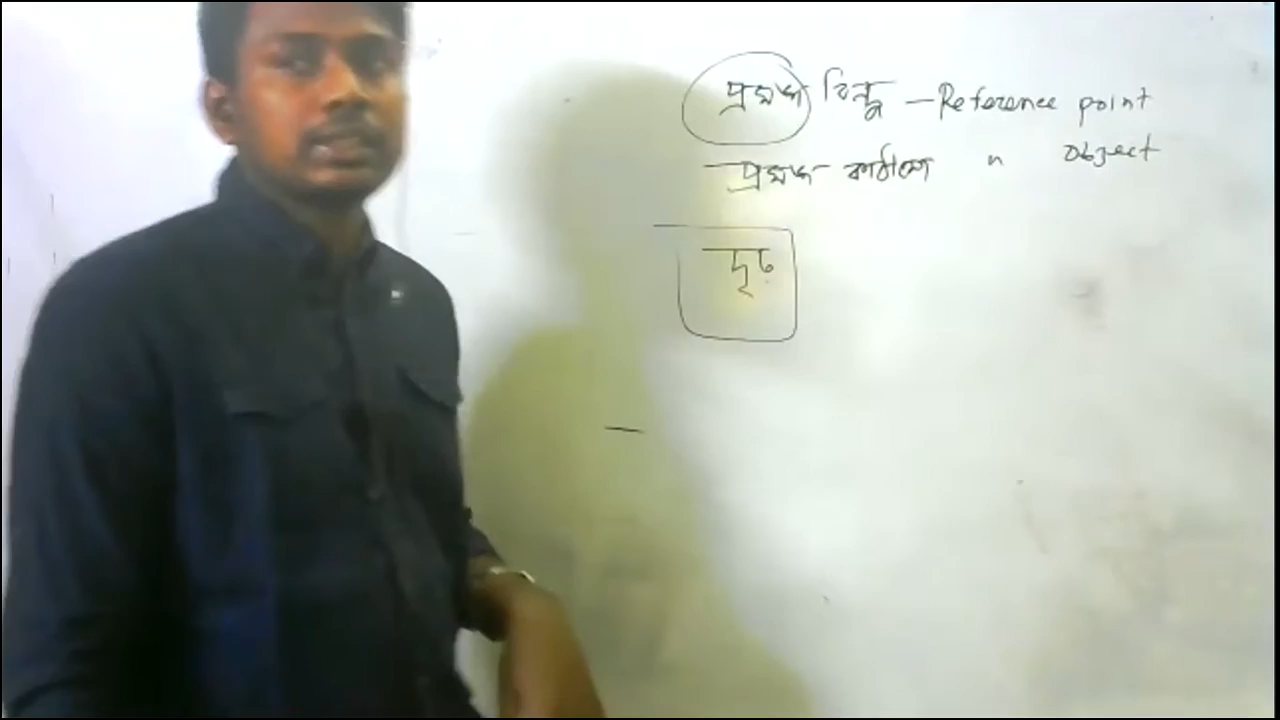 প্রসঙ্গ বিন্দু — Reference point
প্রসঙ্গ কাঠামো " object
দৃঢ়